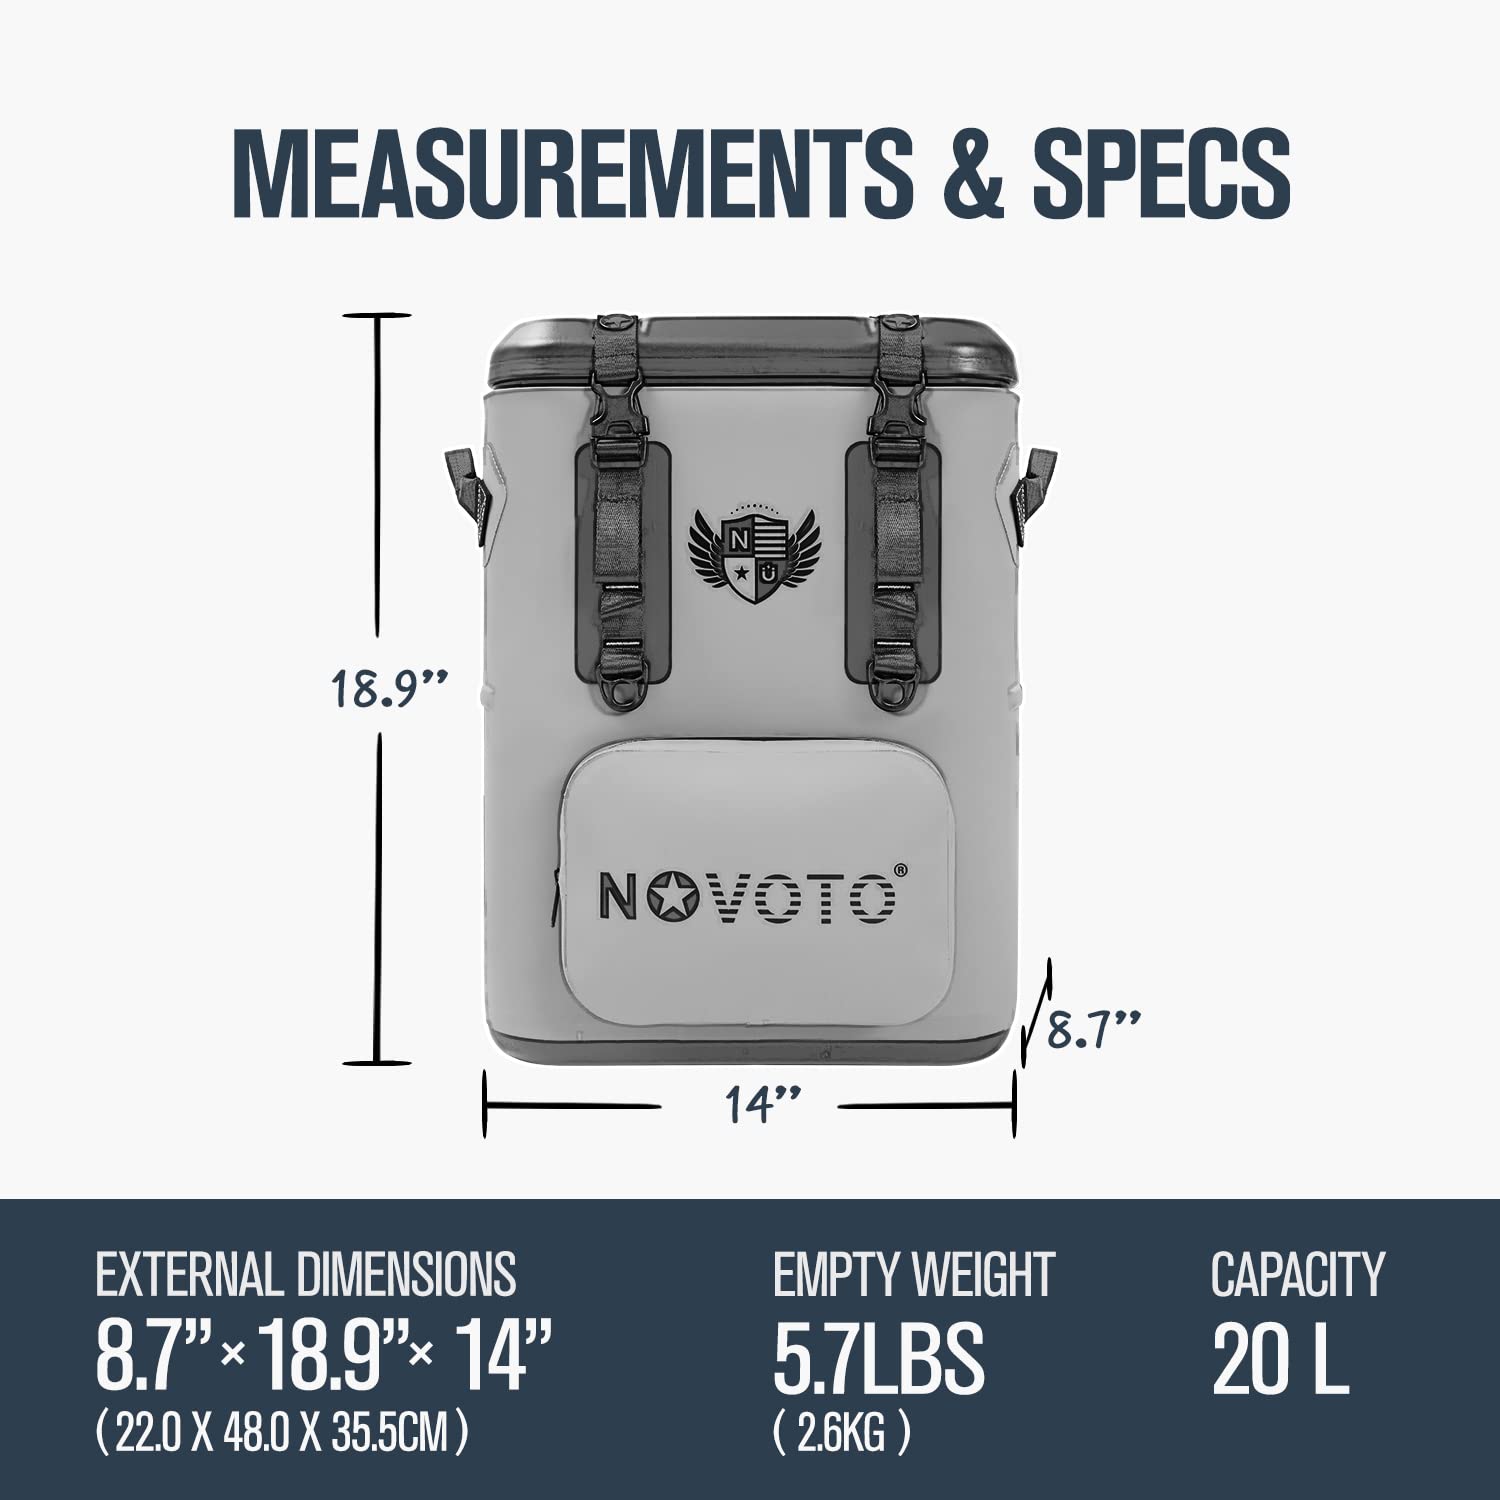 MEASUREMENTS & SPECS
N
U
18.9”
NOVOTO®
8.7”
14”
EXTERNAL DIMENSIONS
8.7”×18.9”× 14”
( 22.0 X 48.0 X 35.5CM )
EMPTY WEIGHT
5.7LBS
( 2.6KG )
CAPACITY
20 L